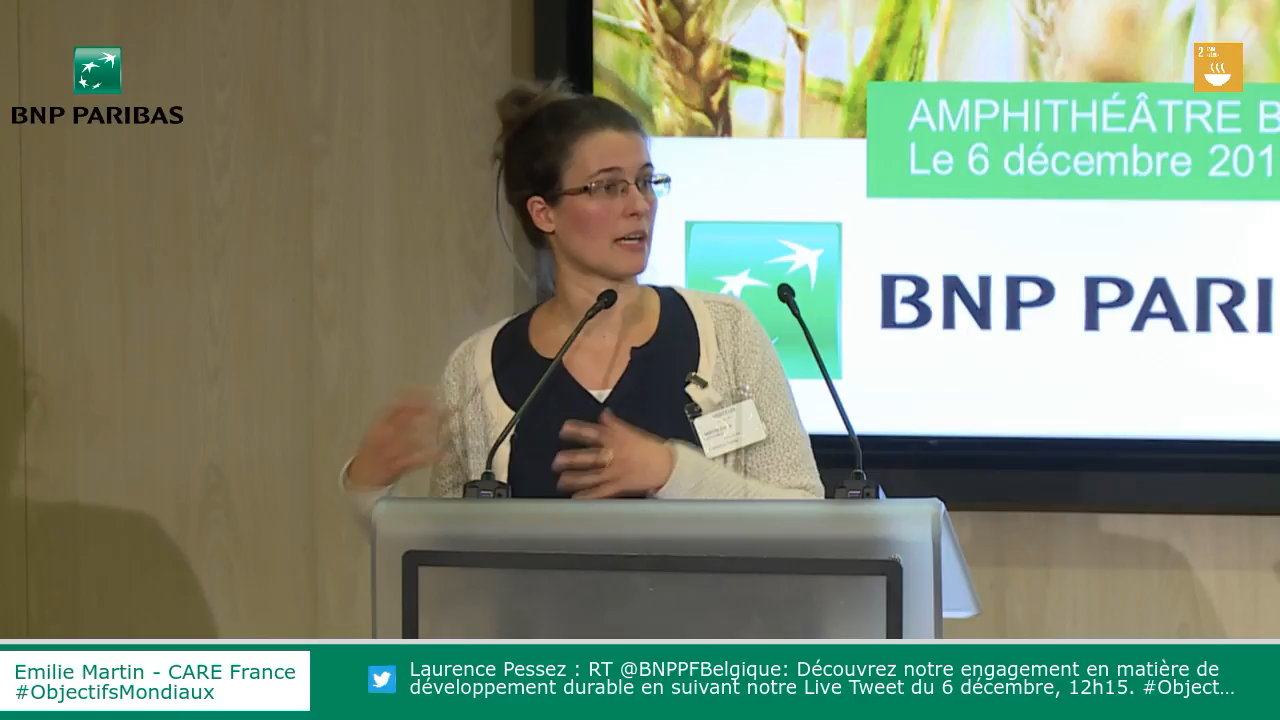 BNP PARIBAS
2
AMPHITHÉÂTRE B
Le 6 décembre 201
BNP PARI
Emilie Martin - CARE France
#ObjectifsMondiaux
Laurence Pessez : RT @BNPPFBelgique: Découvrez notre engagement en matière de
développement durable en suivant notre Live Tweet du 6 décembre, 12h15. #Object...